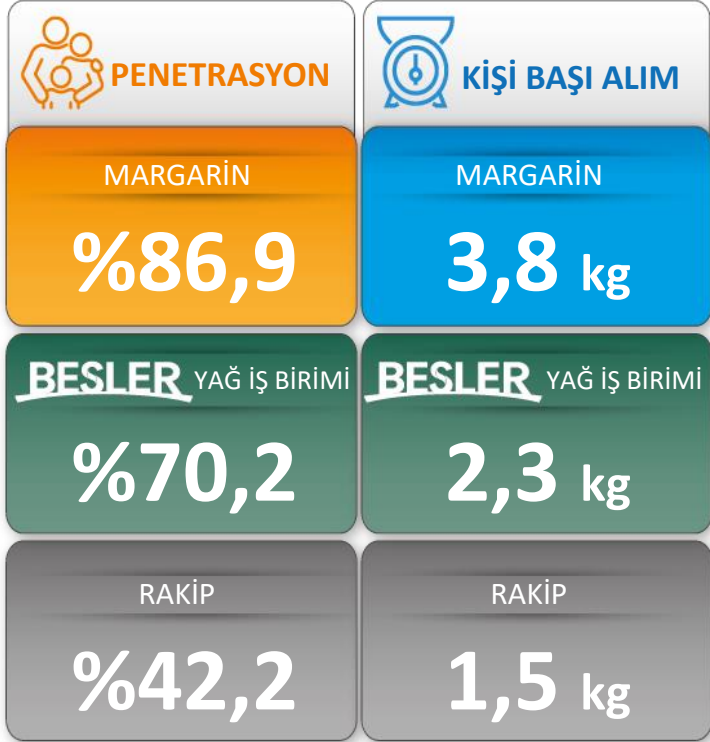 PENETRASYON
KİŞİ BAŞI ALIM
MARGARİN
MARGARİN
%86,9
3,8 kg
BESLER YAĞ İŞ BİRİMİ
BESLER YAĞ İŞ BİRİMİ
%70,2
2,3 kg
RAKİP
RAKİP
%42,2
1,5 kg